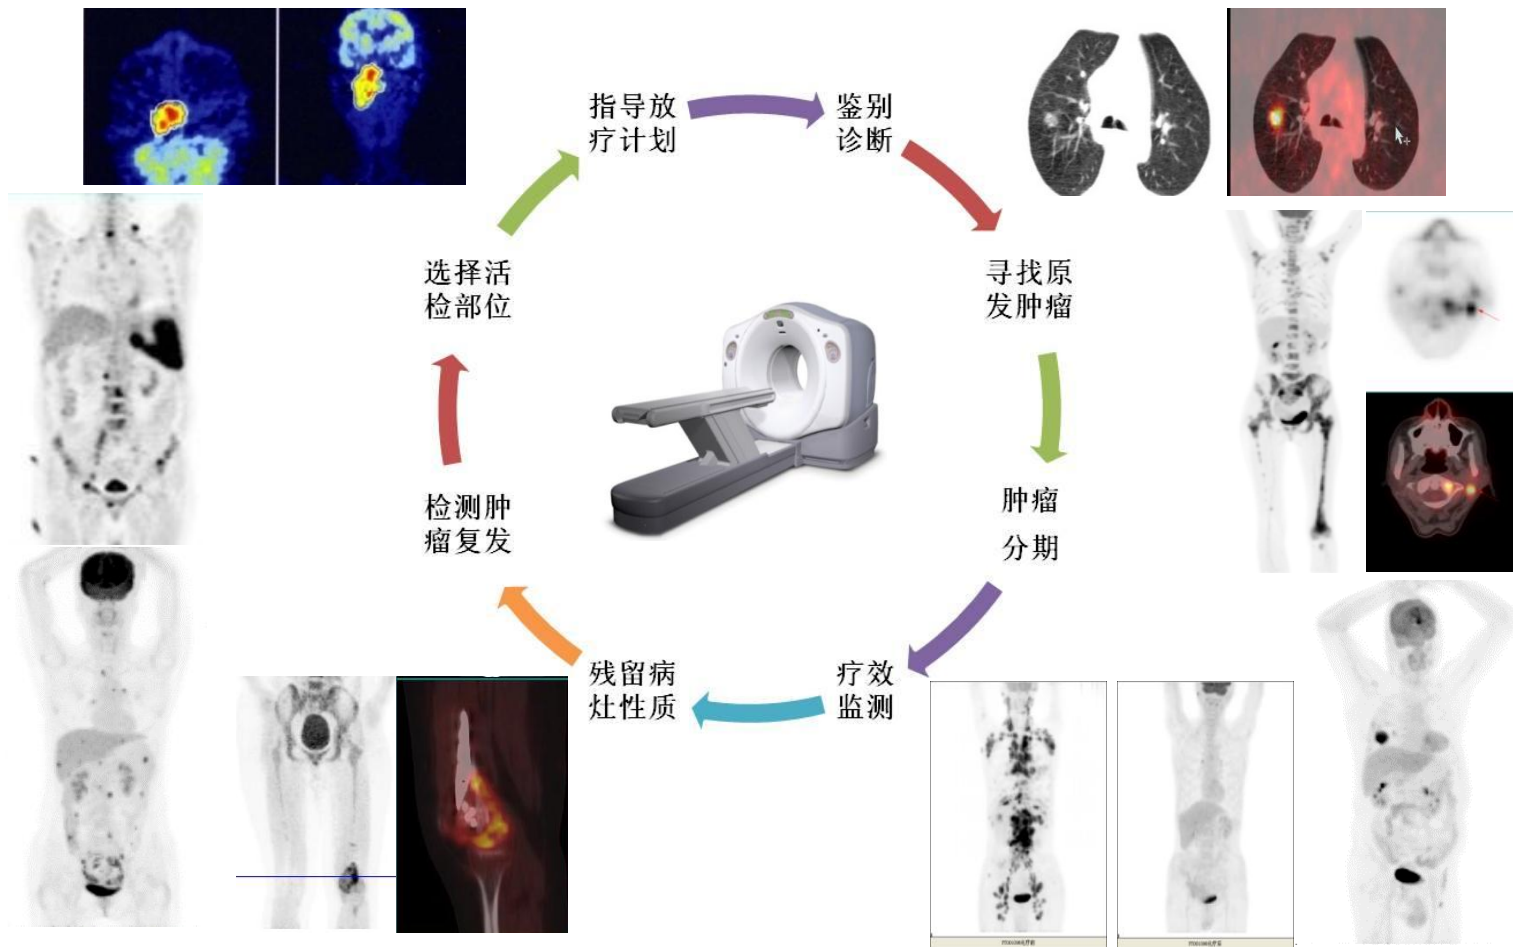 指导放
疗计划
鉴别
诊断
寻找原
发肿瘤
肿瘤
分期
疗效
监测
残留病
灶性质
检测肿
瘤复发
选择活
检部位